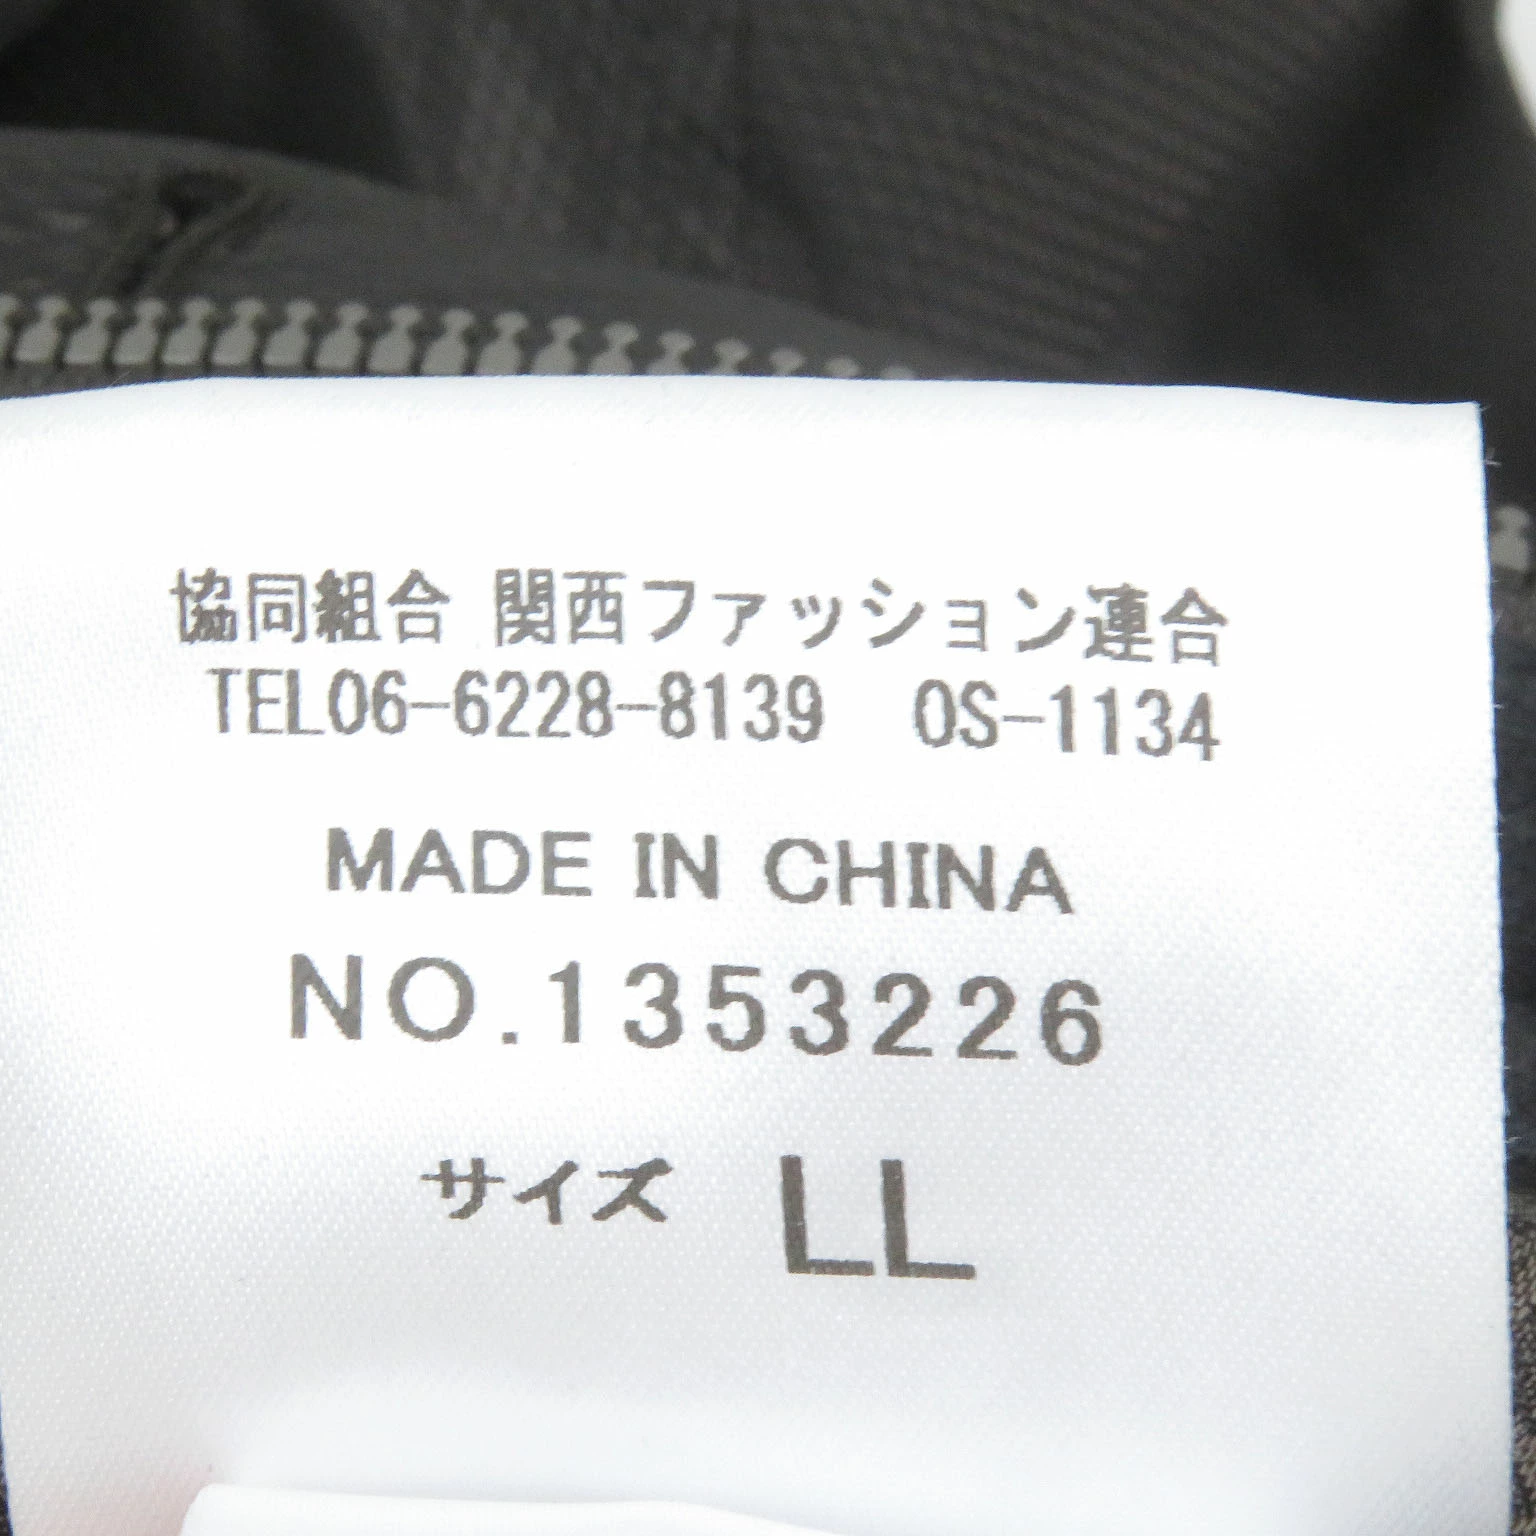 協同組合 関西ファッション連合
TEL06-6228-8139 OS-1134
MADE IN CHINA
NO.1353226
サイズ LL